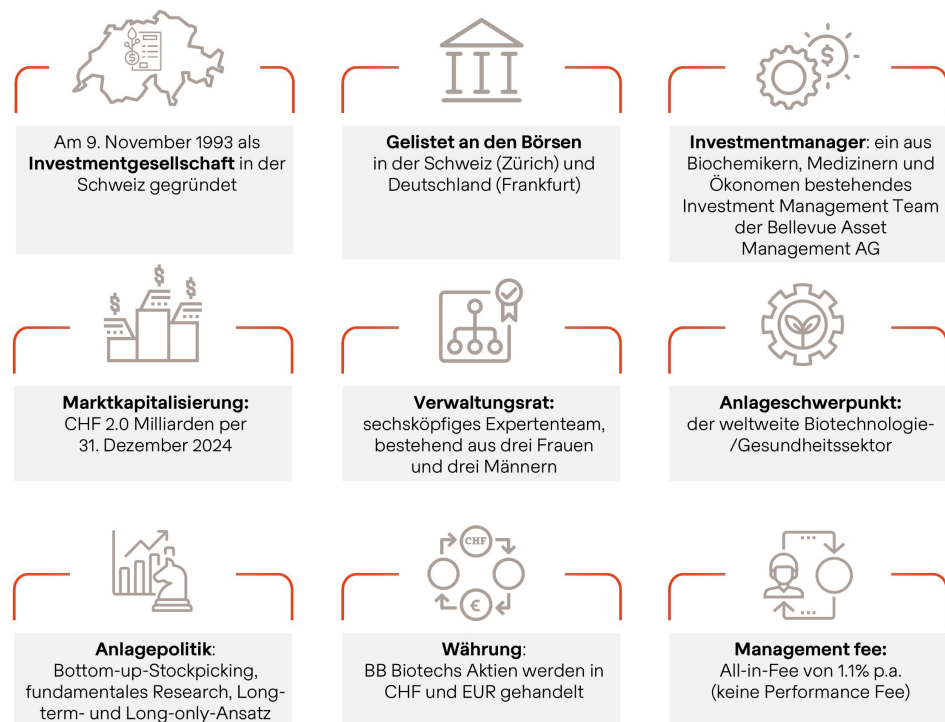 Am 9. November 1993 als
Investmentgesellschaft in der
Schweiz gegründet
Gelistet an den Börsen
in der Schweiz (Zürich) und
Deutschland (Frankfurt)
Investmentmanager: ein aus
Biochemikern, Medizinern und
Ökonomen bestehendes
Investment Management Team
der Bellevue Asset
Management AG
Marktkapitalisierung:
CHF 2.0 Milliarden per
31. Dezember 2024
Verwaltungsrat:
sechsköpfiges Expertenteam,
bestehend aus drei Frauen
und drei Männern
Anlageschwerpunkt:
der weltweite Biotechnologie-
/Gesundheitssektor
Anlagepolitik:
Bottom-up-Stockpicking,
fundamentales Research, Long-
term- und Long-only-Ansatz
CHF
€
Währung:
BB Biotechs Aktien werden in
CHF und EUR gehandelt
Management fee:
All-in-Fee von 1.1% p.a.
(keine Performance Fee)